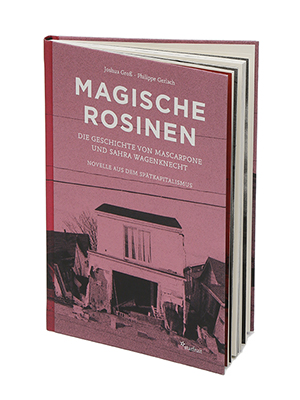 Joshua Groß · Philippe Gerlach
MAGISCHE
ROSINEN
DIE GESCHICHTE VON MASCARPONE
UND SAHRA WAGENKNECHT
NOVELLE AUS DEM SPÄTKAPITALISMUS